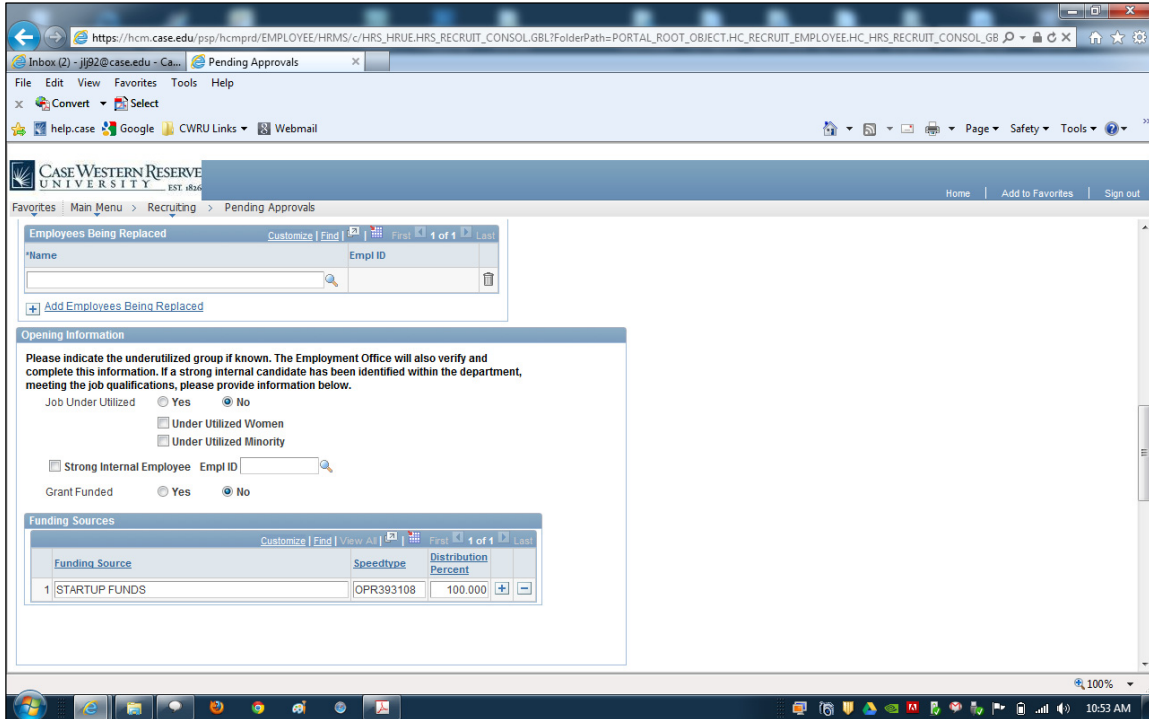 https://hcm.case.edu/psp/hcmprd/EMPLOYEE/HRMS/c/HRS_HRUE.HRS_RECRUIT_CONSOL.GBL?FolderPath=PORTAL_ROOT_OBJECT.HC_RECRUIT_EMPLOYEE.HC_HRS_RECRUIT_CONSOL_GB
Inbox (2) - jlj92@case.edu - Ca... Pending Approvals
File Edit View Favorites Tools Help
x Convert Select
help.case Google CWRU Links Webmail Page Safety Tools
CASE WESTERN RESERVE
UNIVERSITY EST. 1826
Home | Add to Favorites | Sign out
Favorites Main Menu > Recruiting > Pending Approvals
Employees Being Replaced Customize | Find | | First 1 of 1 Last
*Name Empl ID
Add Employees Being Replaced
Opening Information
Please indicate the underutilized group if known. The Employment Office will also verify and
complete this information. If a strong internal candidate has been identified within the department,
meeting the job qualifications, please provide information below.
Job Under Utilized Yes No
Under Utilized Women
Under Utilized Minority
Strong Internal Employee Empl ID
Grant Funded Yes No
Funding Sources
Customize | Find | View All | | First 1 of 1 Last
Funding Source Speedtype Distribution
Percent
1 STARTUP FUNDS OPR393108 100.000
100%
10:53 AM